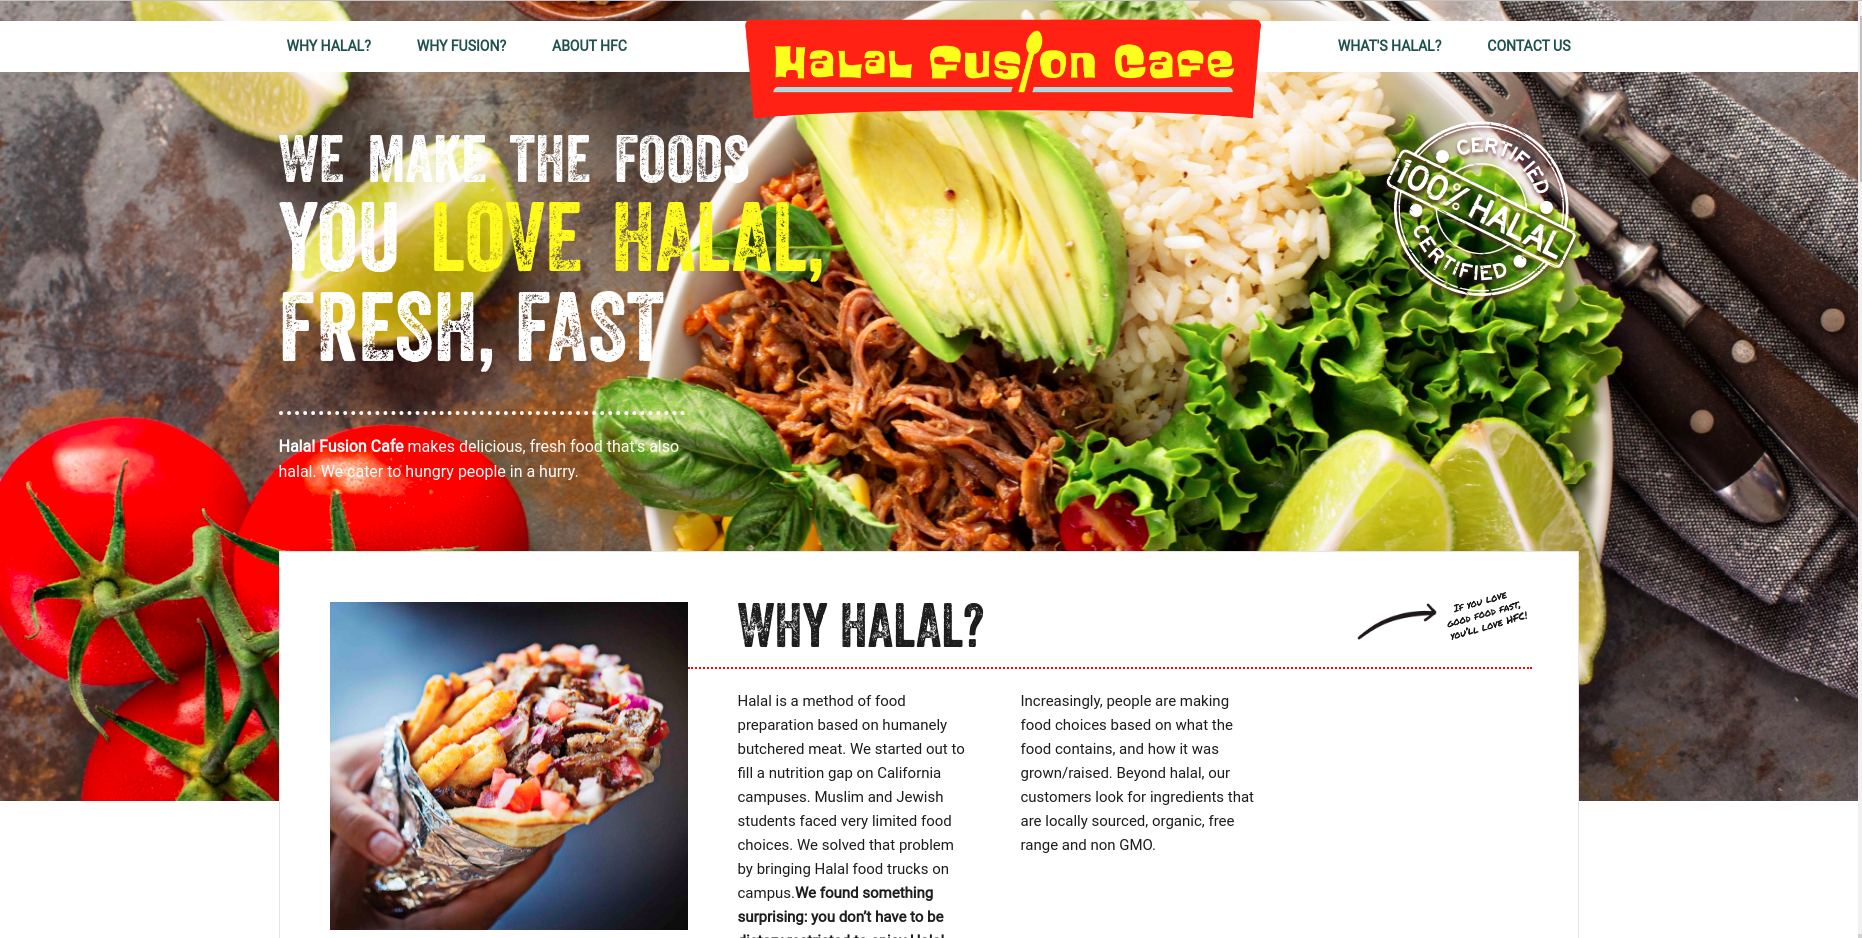 WHY HALAL?
WHY FUSION?
ABOUT HFC
Halal Fusion Cafe
WHAT'S HALAL?
CONTACT US
WE MAKE THE FOODS
YOU LOVE HALAL,
FRESH, FAST
CERTIFIED
100% HALAL
CERTIFIED
Halal Fusion Cafe makes delicious, fresh food that's also
halal. We cater to hungry people in a hurry.
WHY HALAL?
IF YOU LOVE
GOOD FOOD FAST,
YOU'LL LOVE HFC!
Halal is a method of food
preparation based on humanely
butchered meat. We started out to
fill a nutrition gap on California
campuses. Muslim and Jewish
students faced very limited food
choices. We solved that problem
by bringing Halal food trucks on
campus.We found something
surprising: you don't have to be
dietary restricted to enjoy Halal
Increasingly, people are making
food choices based on what the
food contains, and how it was
grown/raised. Beyond halal, our
customers look for ingredients that
are locally sourced, organic, free
range and non GMO.